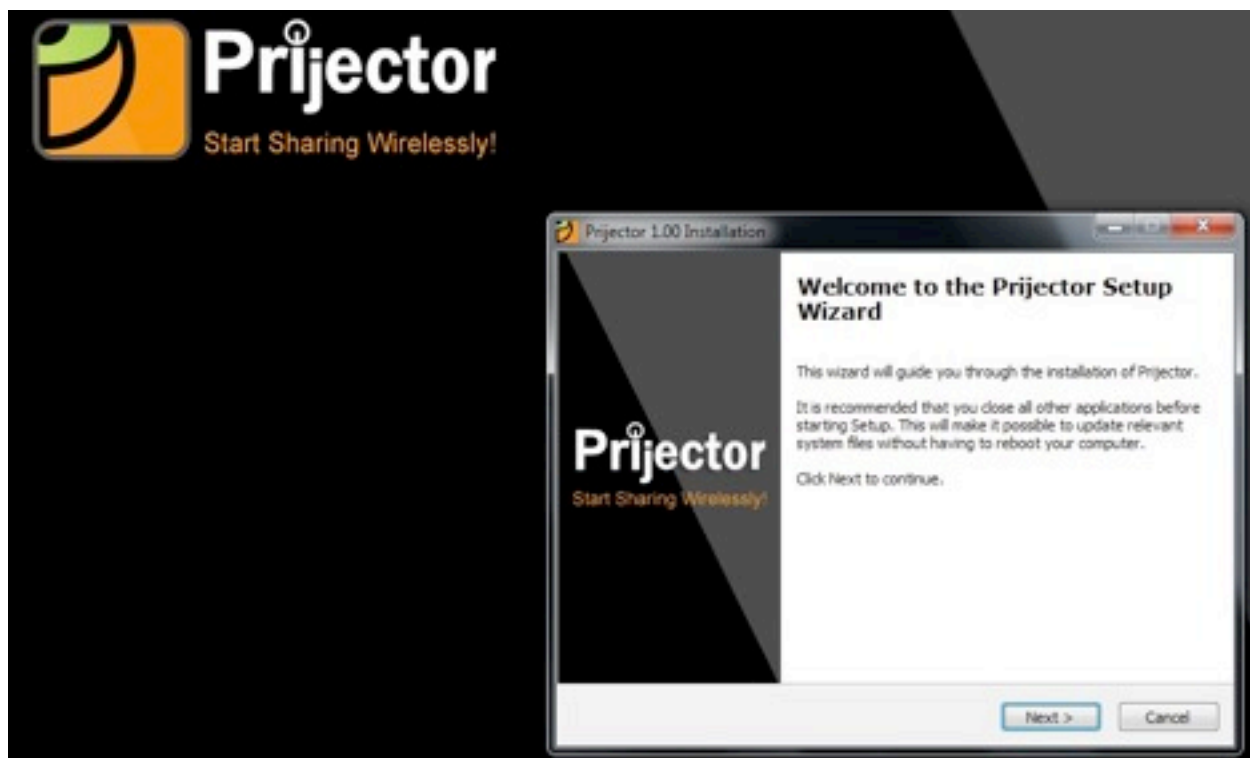 Prijector
Start Sharing Wirelessly!
Prijector 1.00 Installation
Welcome to the Prijector Setup
Wizard
This wizard will guide you through the installation of Prijector.
It is recommended that you close all other applications before
starting Setup. This will make it possible to update relevant
system files without having to reboot your computer.
Click Next to continue.
Prijector
Start Sharing Wirelessly!
Next >
Cancel